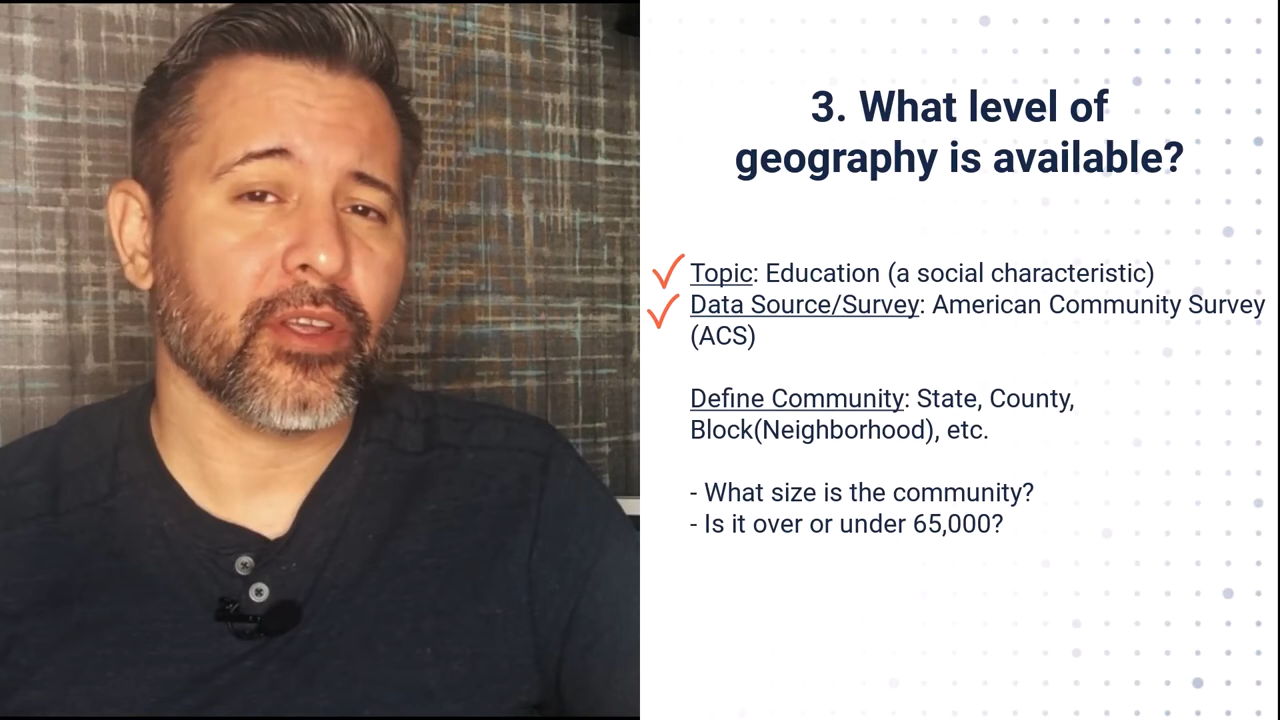 3. What level of
geography is available?
Topic: Education (a social characteristic)
Data Source/Survey: American Community Survey
(ACS)
Define Community: State, County,
Block(Neighborhood), etc.
- What size is the community?
- Is it over or under 65,000?